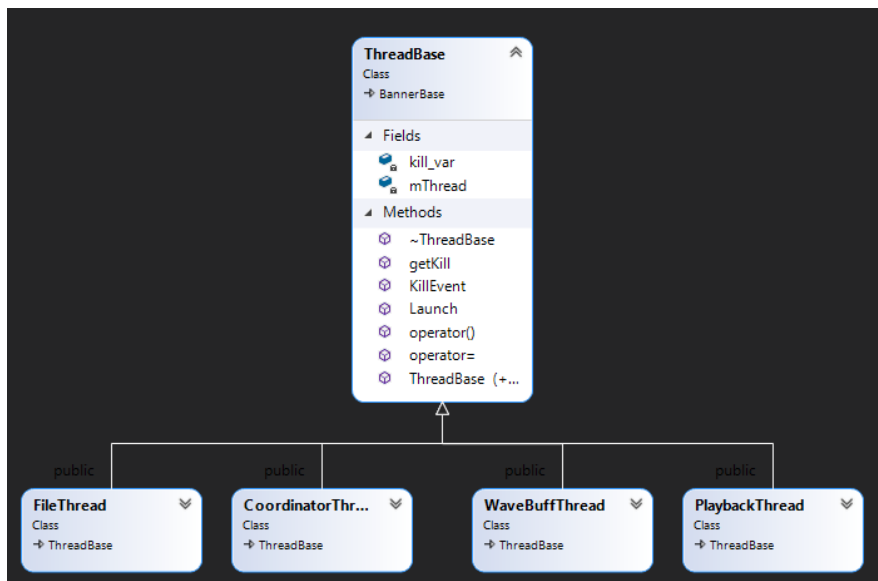 ThreadBase
Class
BannerBase
Fields
kill_var
mThread
Methods
~ThreadBase
getKill
KillEvent
Launch
operator()
operator=
ThreadBase (+...
public
public
public
public
FileThread
Class
ThreadBase
CoordinatorThr...
Class
ThreadBase
WaveBuffThread
Class
ThreadBase
PlaybackThread
Class
ThreadBase